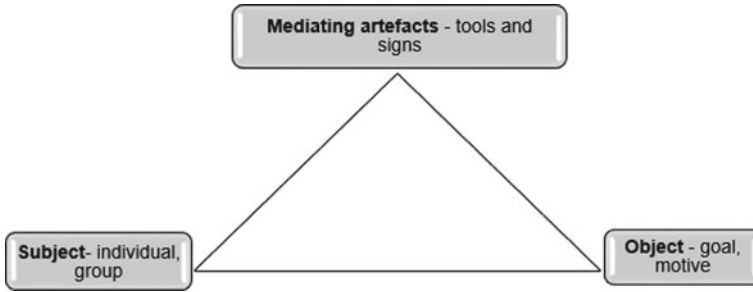 Mediating artefacts - tools and
signs
Subject- individual,
group
Object - goal,
motive